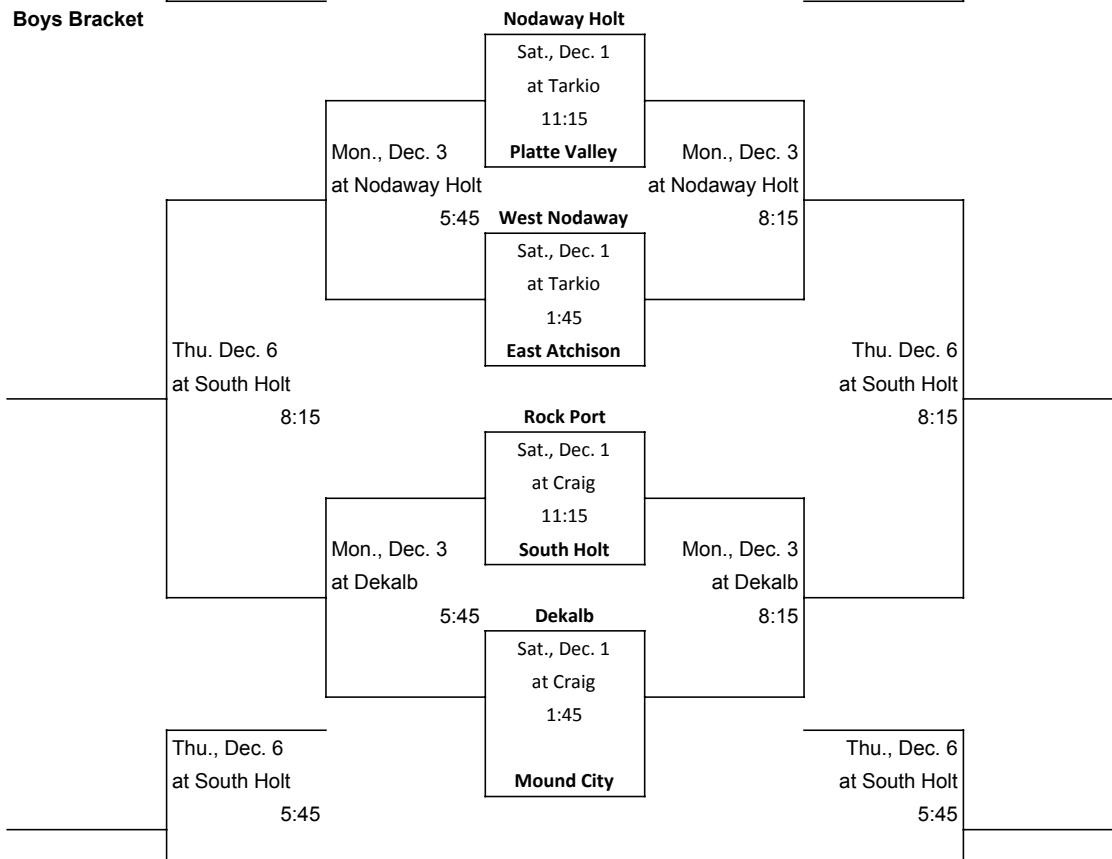 Boys Bracket
Nodaway Holt
Sat., Dec. 1
at Tarkio
11:15
Platte Valley
Mon., Dec. 3
at Nodaway Holt
5:45
Mon., Dec. 3
at Nodaway Holt
8:15
West Nodaway
Sat., Dec. 1
at Tarkio
1:45
East Atchison
Thu. Dec. 6
at South Holt
8:15
Thu. Dec. 6
at South Holt
8:15
Rock Port
Sat., Dec. 1
at Craig
11:15
South Holt
Mon., Dec. 3
at Dekalb
5:45
Mon., Dec. 3
at Dekalb
8:15
Dekalb
Sat., Dec. 1
at Craig
1:45
Mound City
Thu., Dec. 6
at South Holt
5:45
Thu., Dec. 6
at South Holt
5:45